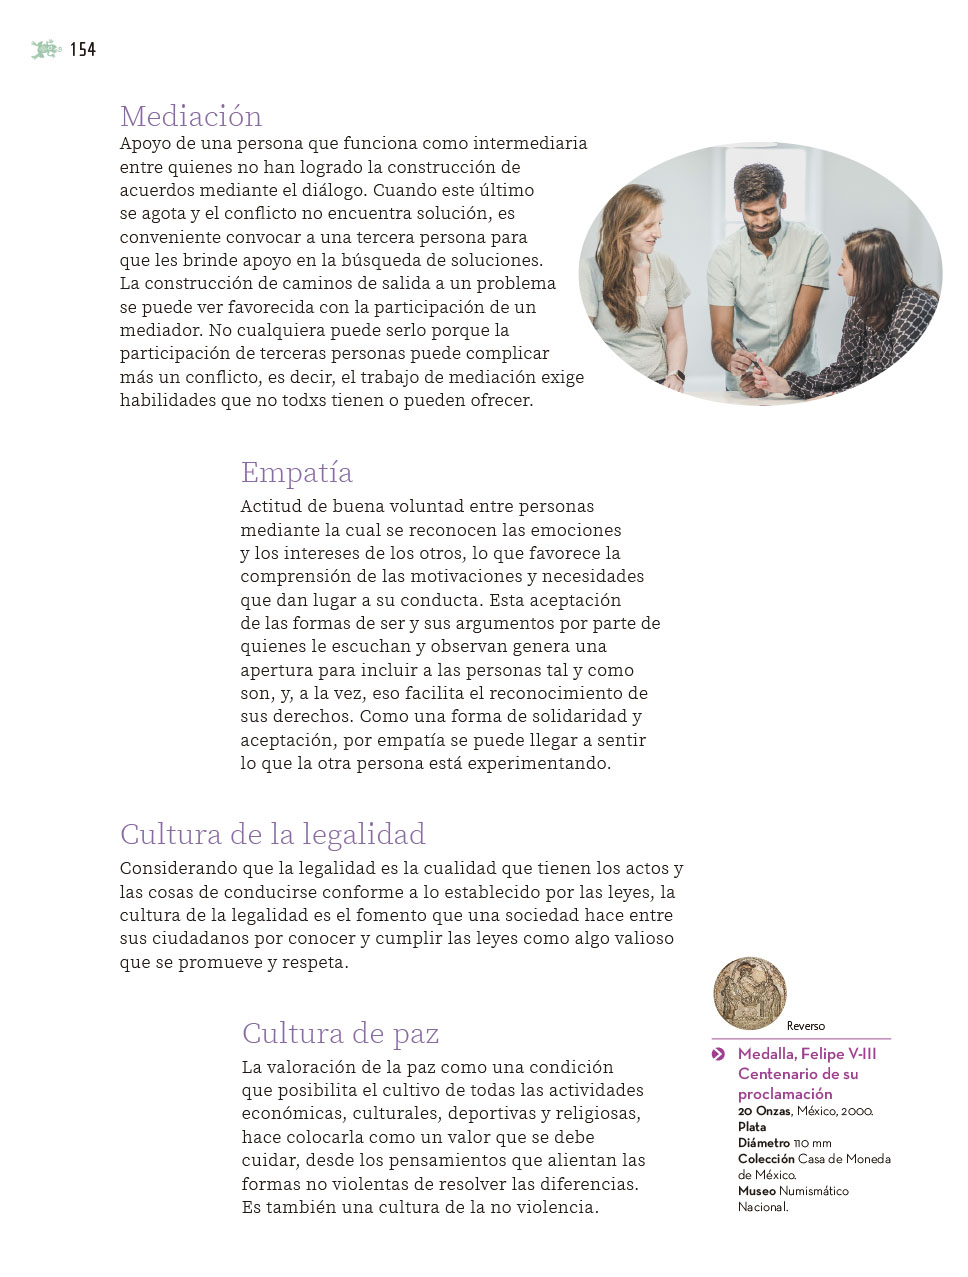 154
Mediación
Apoyo de una persona que funciona como intermediaria
entre quienes no han logrado la construcción de
acuerdos mediante el diálogo. Cuando este último
se agota y el conflicto no encuentra solución, es
conveniente convocar a una tercera persona para
que les brinde apoyo en la búsqueda de soluciones.
La construcción de caminos de salida a un problema
se puede ver favorecida con la participación de un
mediador. No cualquiera puede serlo porque la
participación de terceras personas puede complicar
más un conflicto, es decir, el trabajo de mediación exige
habilidades que no todxs tienen o pueden ofrecer.
Empatía
Actitud de buena voluntad entre personas
mediante la cual se reconocen las emociones
y los intereses de los otros, lo que favorece la
comprensión de las motivaciones y necesidades
que dan lugar a su conducta. Esta aceptación
de las formas de ser y sus argumentos por parte de
quienes le escuchan y observan genera una
apertura para incluir a las personas tal y como
son, y, a la vez, eso facilita el reconocimiento de
sus derechos. Como una forma de solidaridad y
aceptación, por empatía se puede llegar a sentir
lo que la otra persona está experimentando.
Cultura de la legalidad
Considerando que la legalidad es la cualidad que tienen los actos y
las cosas de conducirse conforme a lo establecido por las leyes, la
cultura de la legalidad es el fomento que una sociedad hace entre
sus ciudadanos por conocer y cumplir las leyes como algo valioso
que se promueve y respeta.
Cultura de paz
La valoración de la paz como una condición
que posibilita el cultivo de todas las actividades
económicas, culturales, deportivas y religiosas,
hace colocarla como un valor que se debe
cuidar, desde los pensamientos que alientan las
formas no violentas de resolver las diferencias.
Es también una cultura de la no violencia.
Reverso
Medalla, Felipe V-III
Centenario de su
proclamación
20 Onzas, México, 2000.
Plata
Diámetro 110 mm
Colección Casa de Moneda
de México.
Museo Numismático
Nacional.